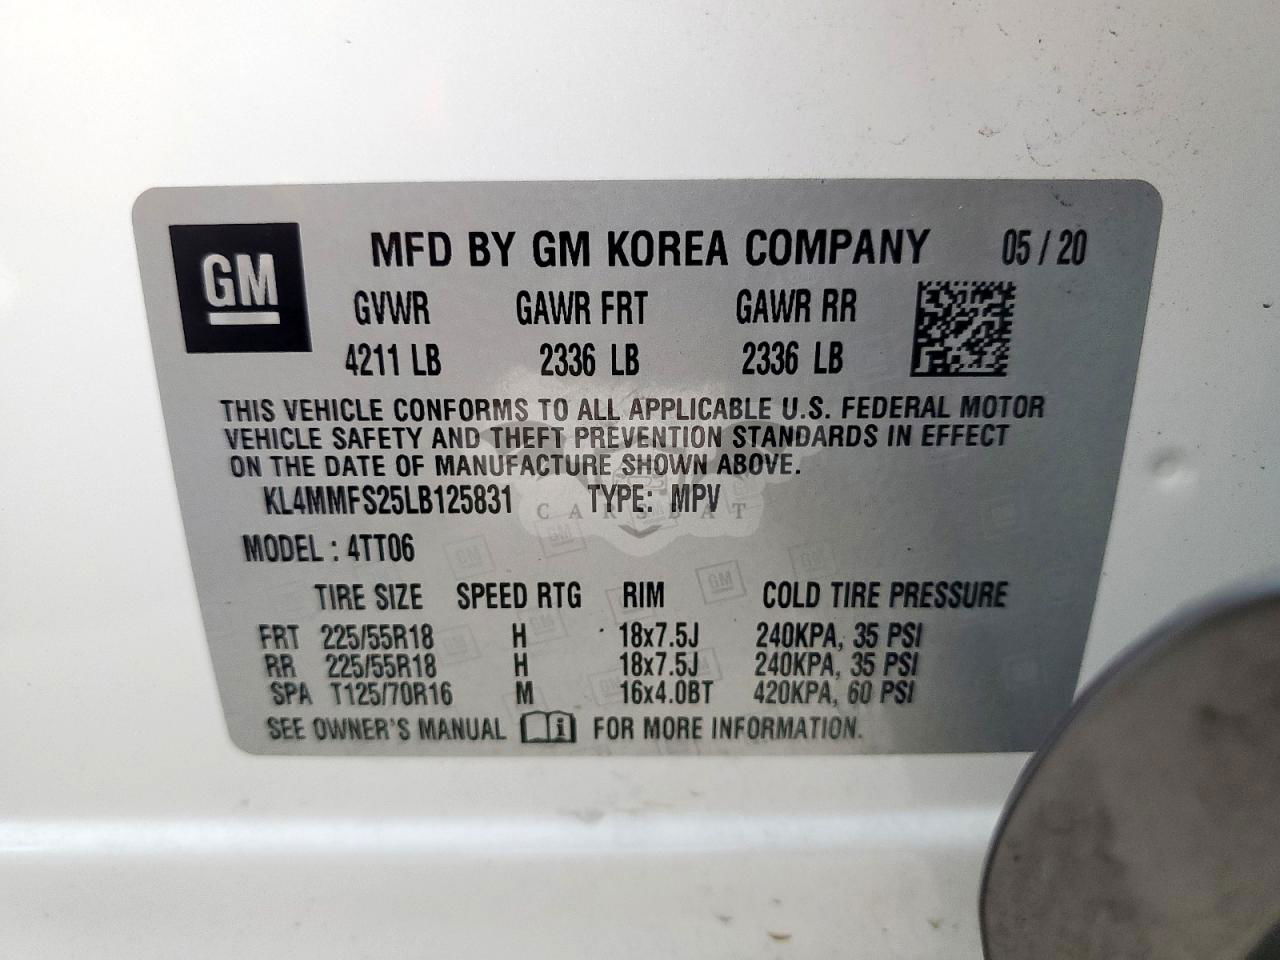 GM
MFD BY GM KOREA COMPANY 05 / 20
GVWR GAWR FRT GAWR RR
4211 LB 2336 LB 2336 LB
THIS VEHICLE CONFORMS TO ALL APPLICABLE U.S. FEDERAL MOTOR
VEHICLE SAFETY AND THEFT PREVENTION STANDARDS IN EFFECT
ON THE DATE OF MANUFACTURE SHOWN ABOVE.
KL4MMFS25LB125831 TYPE: MPV
CARSBAT
MODEL : 4TT06
GM GM GM
TIRE SIZE SPEED RTG RIM COLD TIRE PRESSURE
FRT 225/55R18 H 18x7.5J 240KPA, 35 PSI
RR 225/55R18 H 18x7.5J 240KPA, 35 PSI
SPA T125/70R16 M 16x4.0BT 420KPA, 60 PSI
SEE OWNER'S MANUAL i FOR MORE INFORMATION.